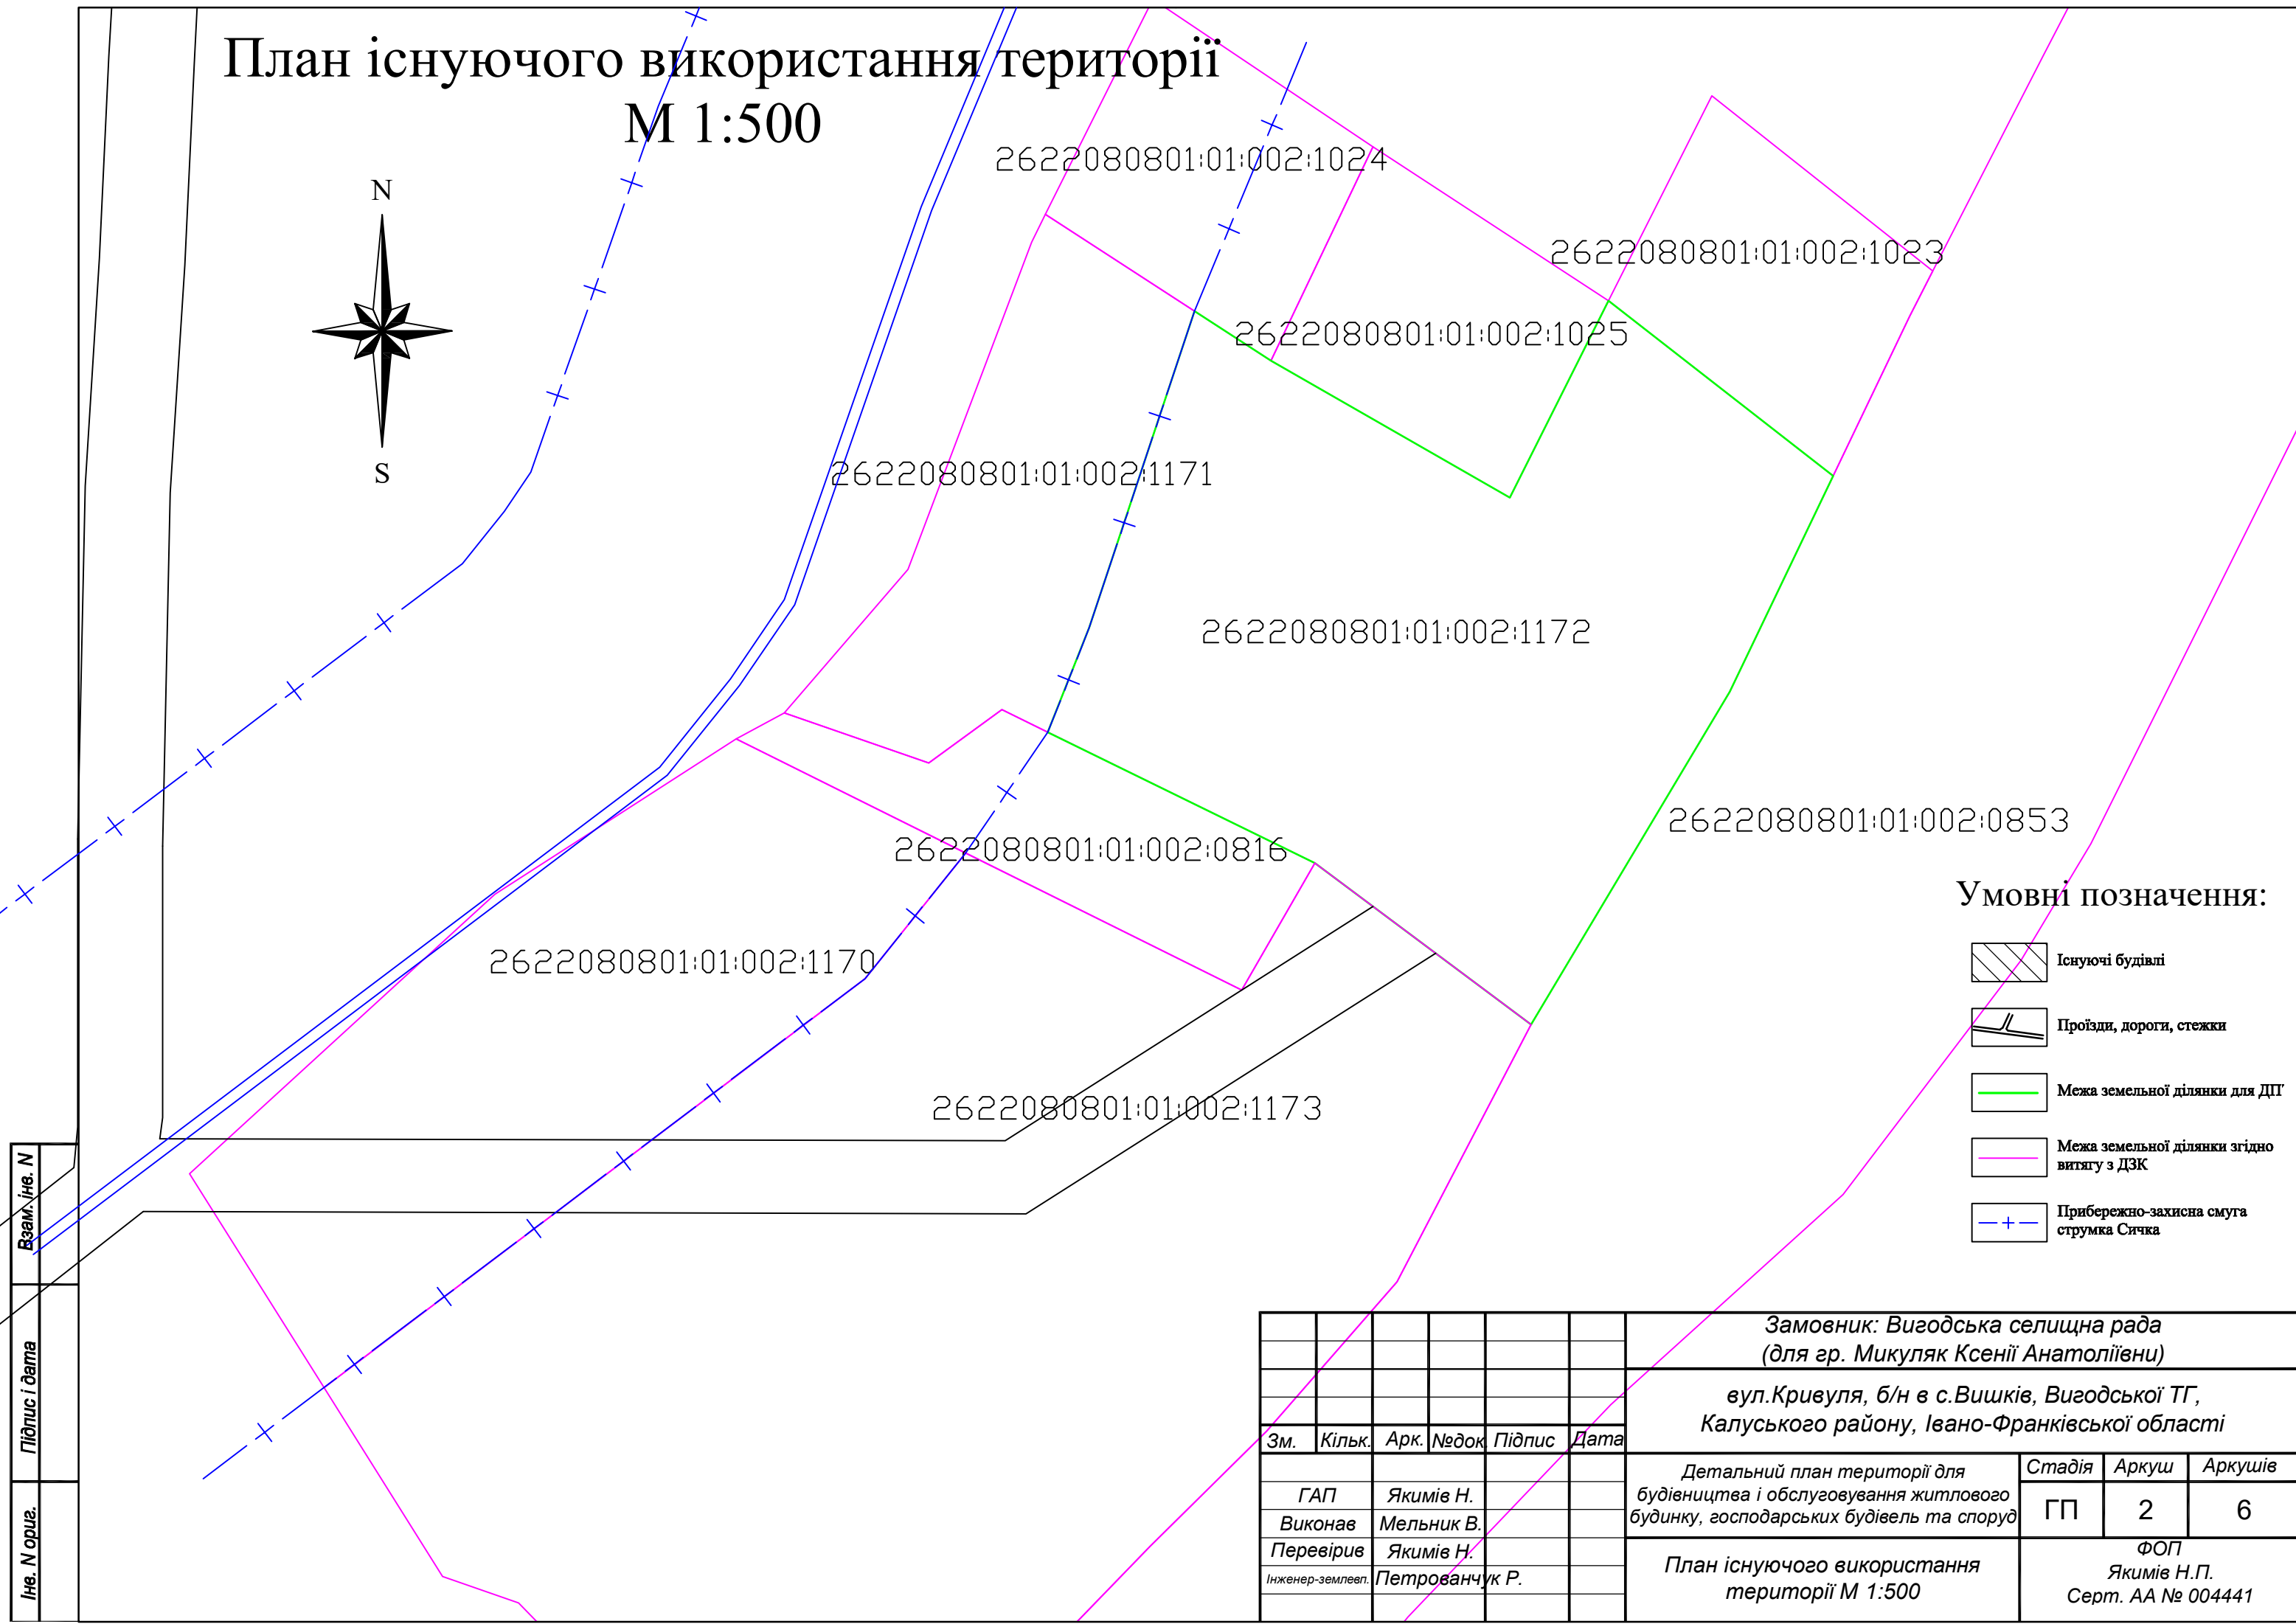 План існуючого використання території
М 1:500
N
S
2622080801:01:002:1024
2622080801:01:002:1023
2622080801:01:002:1025
2622080801:01:002:1171
2622080801:01:002:1172
2622080801:01:002:0853
2622080801:01:002:0816
2622080801:01:002:1170
2622080801:01:002:1173
Умовні позначення:
Існуючі будівлі
Проїзди, дороги, стежки
Межа земельної ділянки для ДПТ
Межа земельної ділянки згідно
витягу з ДЗК
Прибережно-захисна смуга
струмка Сичка
Взам. інв. N
Підпис і дата
Інв. N ориг.
Замовник: Вигодська селищна рада
(для гр. Микуляк Ксенії Анатоліївни)
вул.Кривуля, б/н в с.Вишків, Вигодської ТГ,
Калуського району, Івано-Франківської області
Зм. Кільк. Арк. №док. Підпис Дата
Детальний план території для
будівництва і обслуговування житлового
будинку, господарських будівель та споруд
Стадія Аркуш Аркушів
ГП 2 6
ГАП Якимів Н.
Виконав Мельник В.
Перевірив Якимів Н.
Інженер-землевп. Петрованчук Р.
План існуючого використання
території М 1:500
ФОП
Якимів Н.П.
Серт. АА № 004441